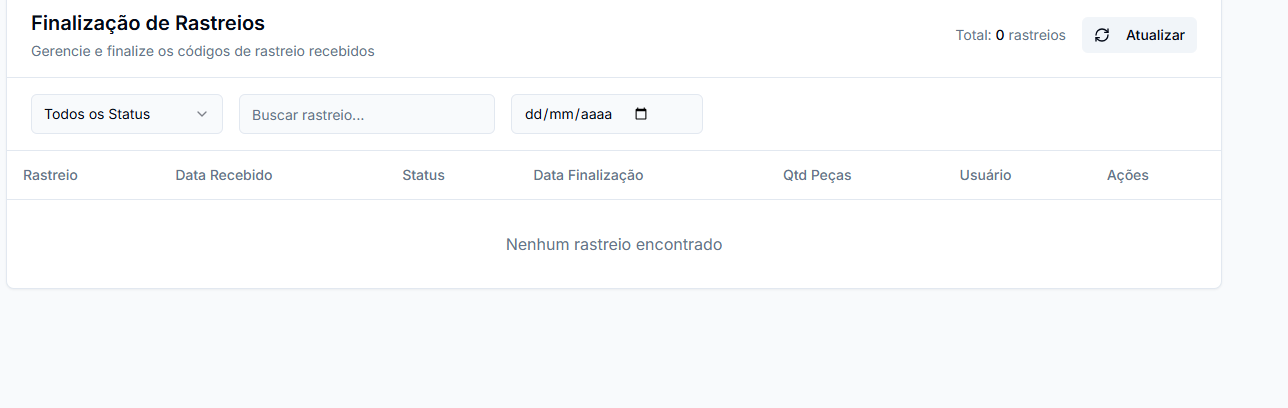 Finalização de Rastreios
Gerencie e finalize os códigos de rastreio recebidos
Total: 0 rastreios Atualizar
Todos os Status Buscar rastreio... dd/mm/aaaa
Rastreio Data Recebido Status Data Finalização Qtd Peças Usuário Ações
Nenhum rastreio encontrado